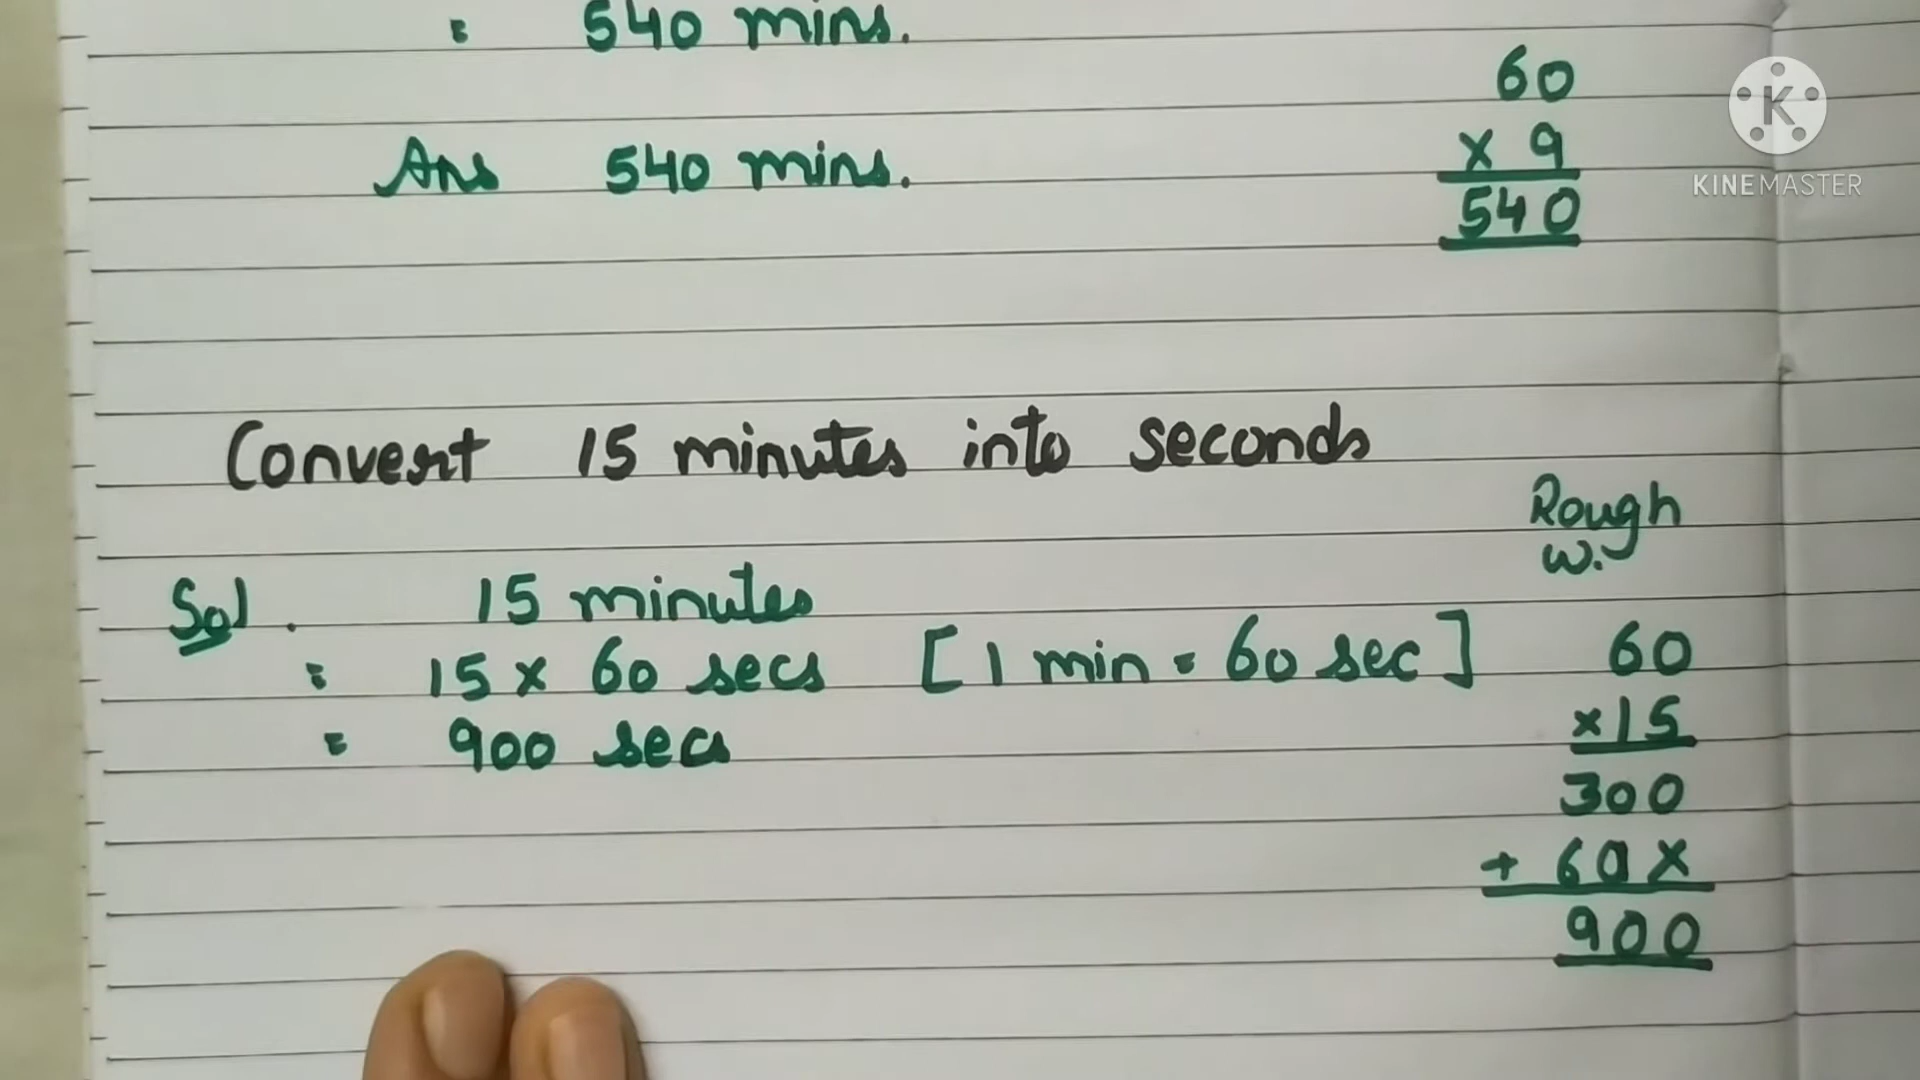 = 540 mins.
Ans 540 mins.
60
x 9
540
K
KINEMASTER
Convert 15 minutes into seconds
Rough
W.
Sol. 15 minutes
= 15 x 60 secs [1 min = 60 sec]
= 900 secs
60
x15
300
+ 60x
900